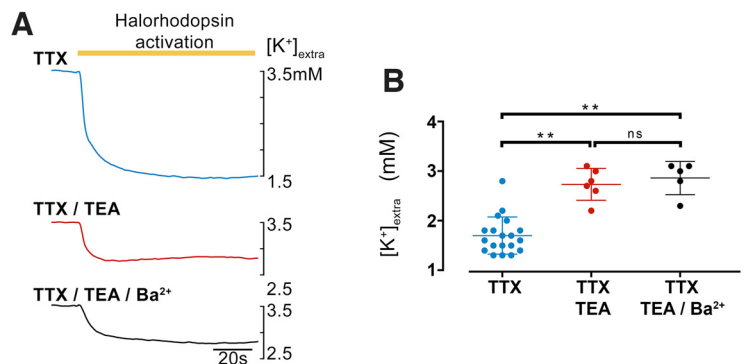 A
Halorhodopsin
activation
[K⁺]extra
TTX
3.5mM
1.5
TTX / TEA
3.5
2.5
TTX / TEA / Ba²⁺
3.5
2.5
20s
B
**
**
ns
[K⁺]extra (mM)
4
3
2
1
TTX
TTX
TEA
TTX
TEA / Ba²⁺